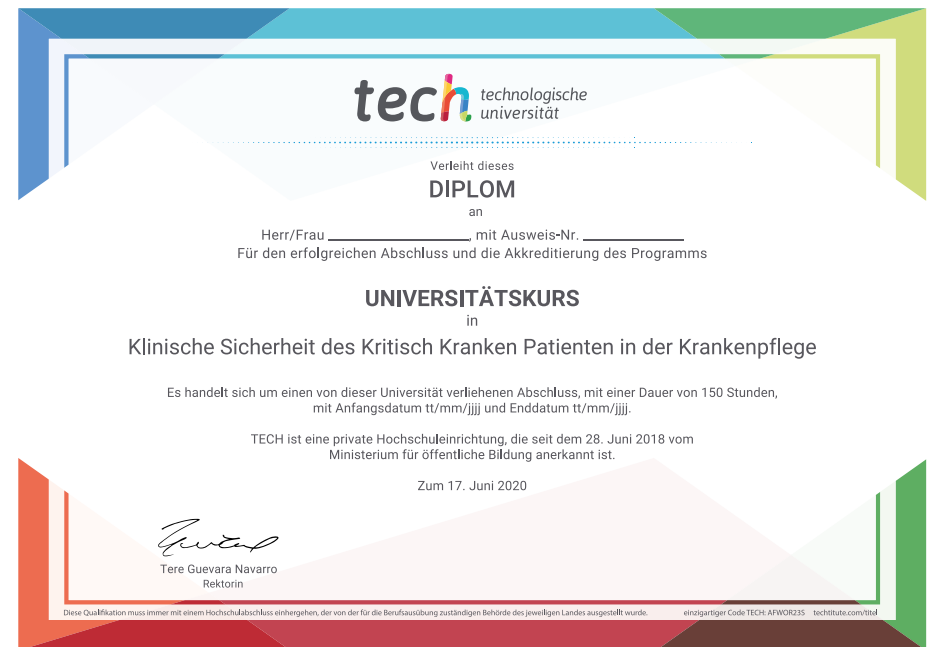 tech technologische
universität
Verleiht dieses
DIPLOM
an
Herr/Frau ____________, mit Ausweis-Nr. ____________
Für den erfolgreichen Abschluss und die Akkreditierung des Programms
UNIVERSITÄTSKURS
in
Klinische Sicherheit des Kritisch Kranken Patienten in der Krankenpflege
Es handelt sich um einen von dieser Universität verliehenen Abschluss, mit einer Dauer von 150 Stunden,
mit Anfangsdatum tt/mm/jjjj und Enddatum tt/mm/jjjj.
TECH ist eine private Hochschuleinrichtung, die seit dem 28. Juni 2018 vom
Ministerium für öffentliche Bildung anerkannt ist.
Zum 17. Juni 2020
Tere Guevara Navarro
Rektorin
Diese Qualifikation muss immer mit einem Hochschulabschluss einhergehen, der von der für die Berufsausübung zuständigen Behörde des jeweiligen Landes ausgestellt wurde. einzigartiger Code TECH: AFWOR23S techtitute.com/titel